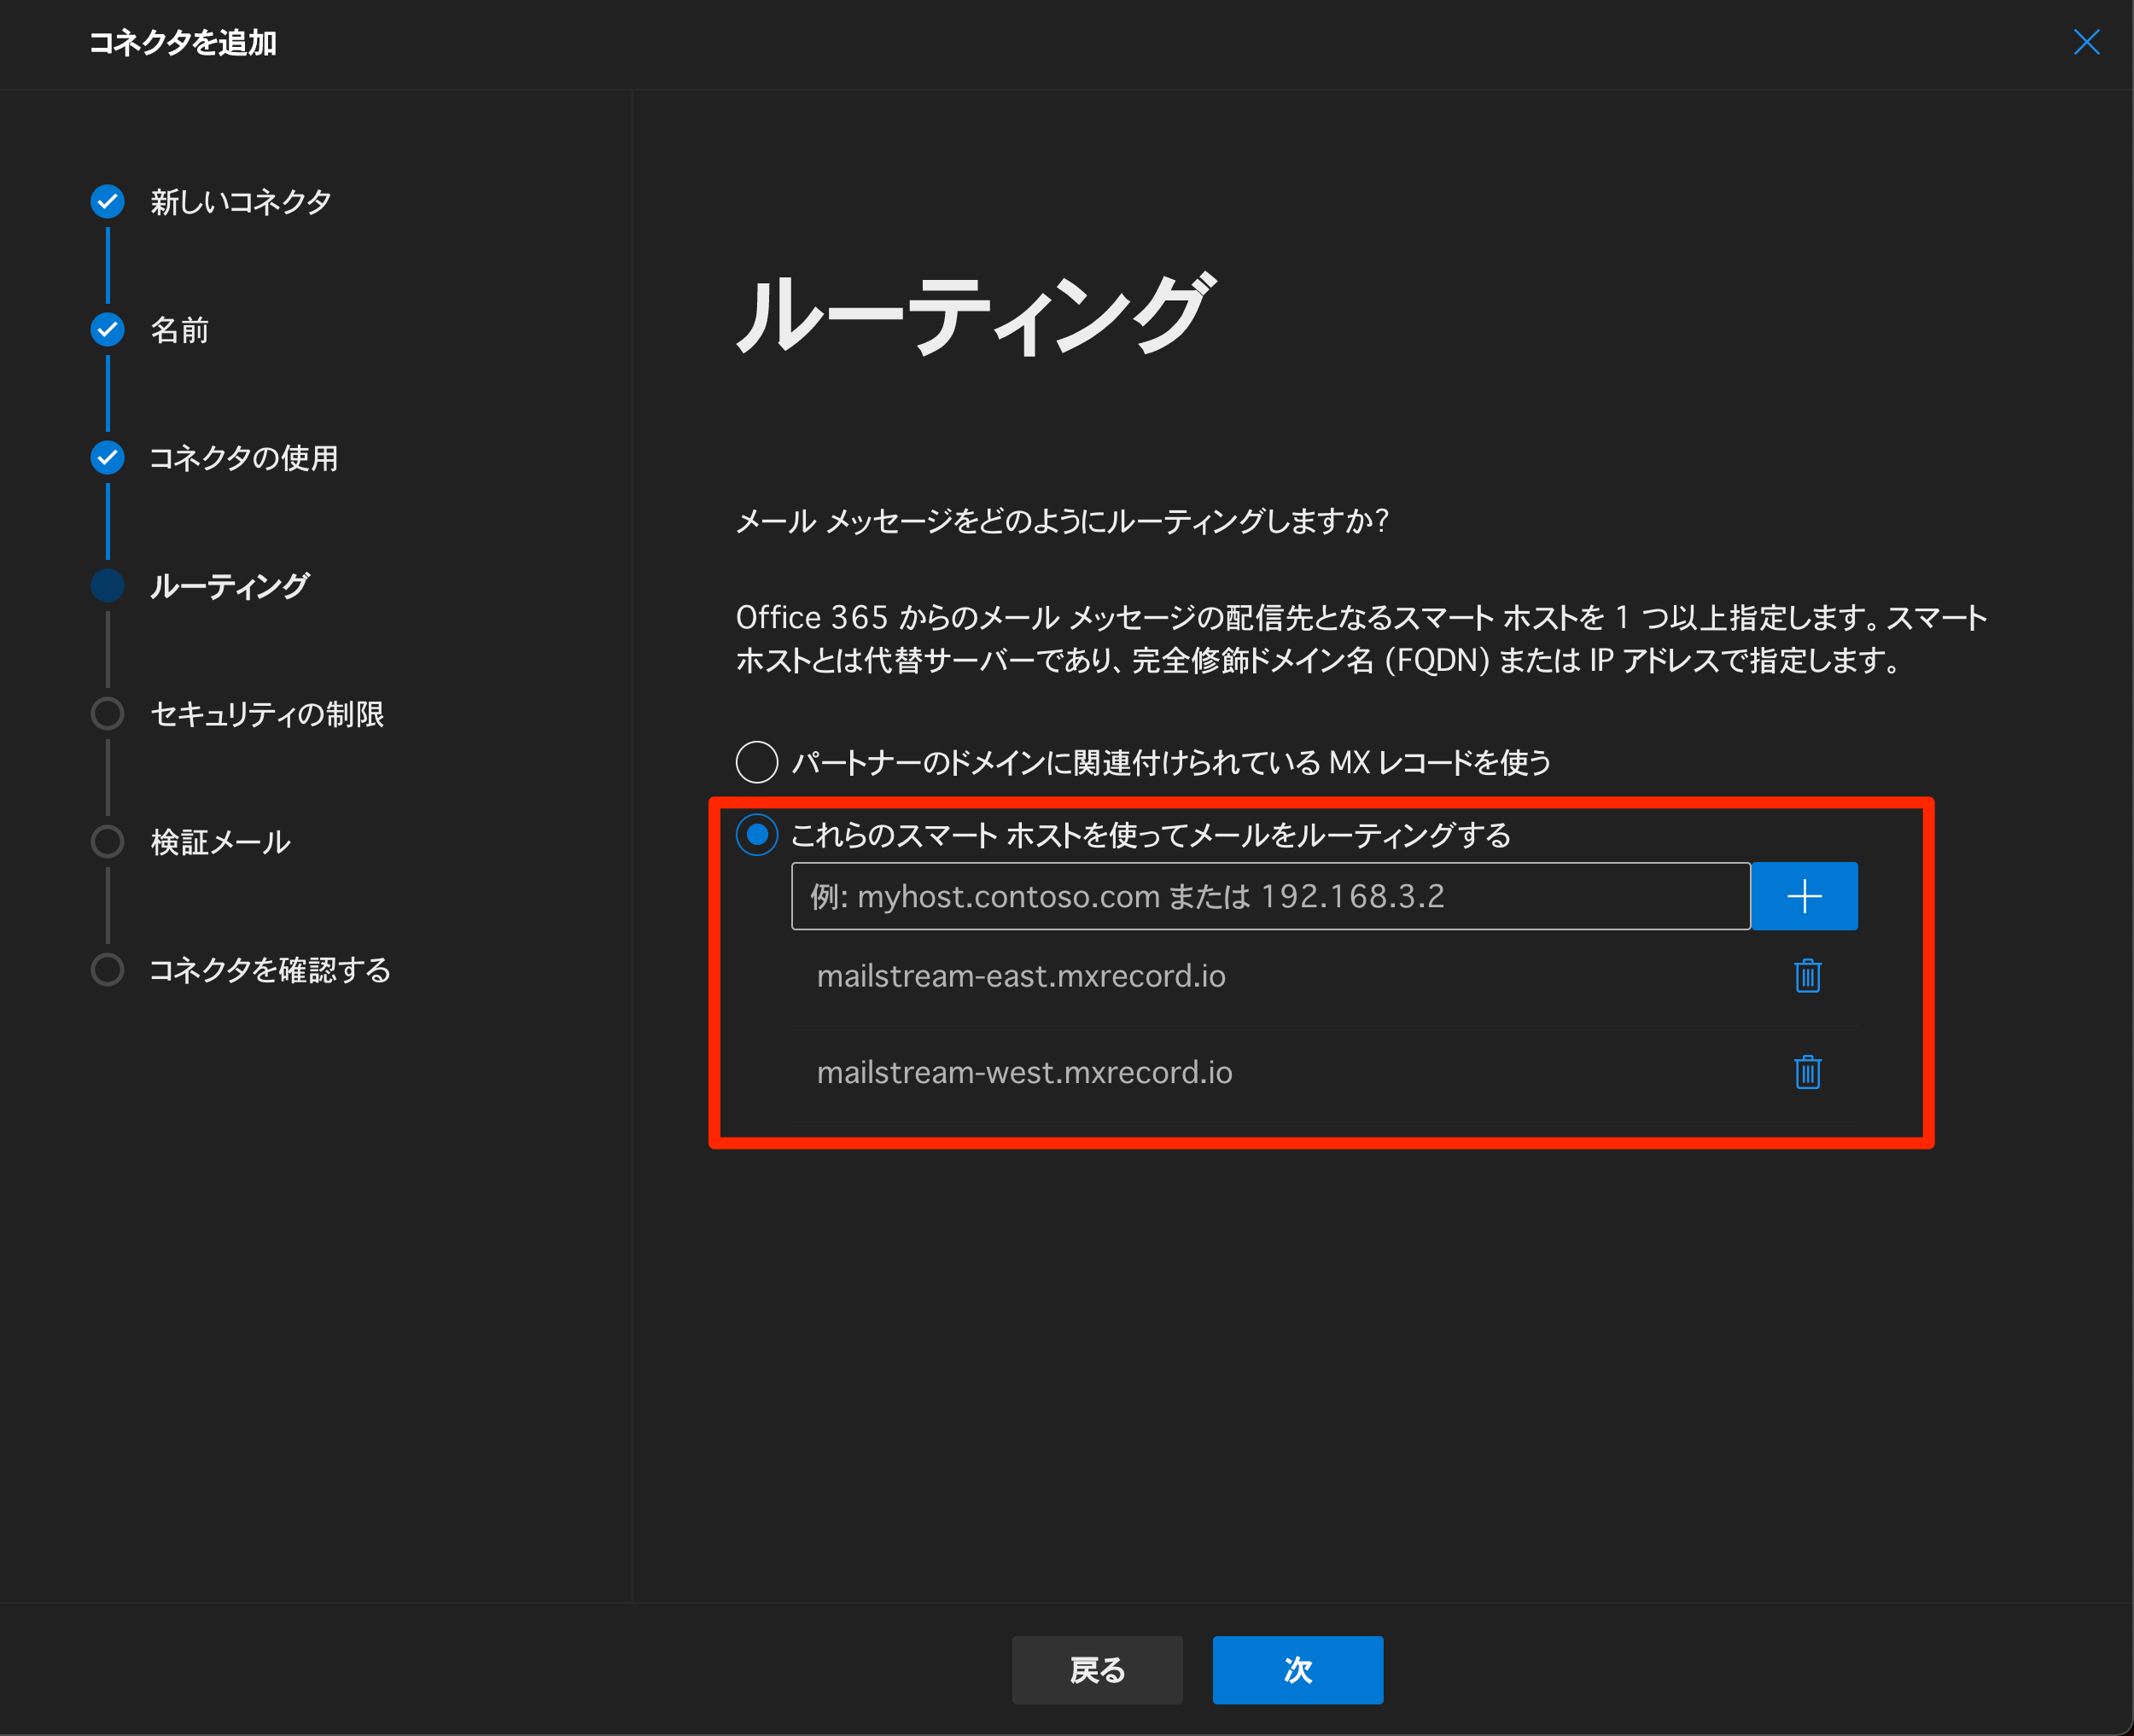 コネクタを追加
新しいコネクタ
名前
コネクタの使用
ルーティング
セキュリティの制限
検証メール
コネクタを確認する
ルーティング
メール メッセージをどのようにルーティングしますか?
Office 365 からのメール メッセージの配信先となるスマート ホストを 1 つ以上指定します。スマート
ホストとは代替サーバーであり、完全修飾ドメイン名 (FQDN) または IP アドレスで指定します。
パートナーのドメインに関連付けられている MX レコードを使う
これらのスマート ホストを使ってメールをルーティングする
例: myhost.contoso.com または 192.168.3.2
mailstream-east.mxrecord.io
mailstream-west.mxrecord.io
戻る
次